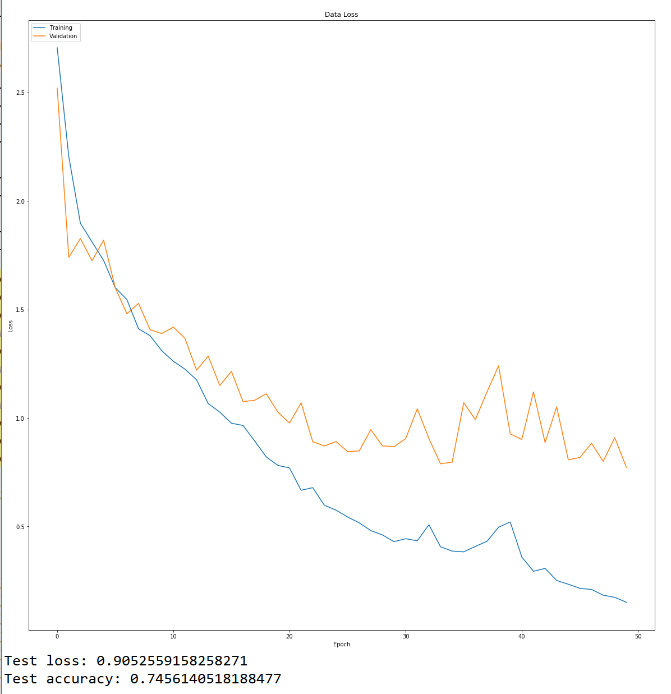 Data Loss
Training
Validation
2.5
2.0
1.5
Loss
1.0
0.5
0
10
20
30
40
50
Epoch
Test loss: 0.9052559158258271
Test accuracy: 0.7456140518188477